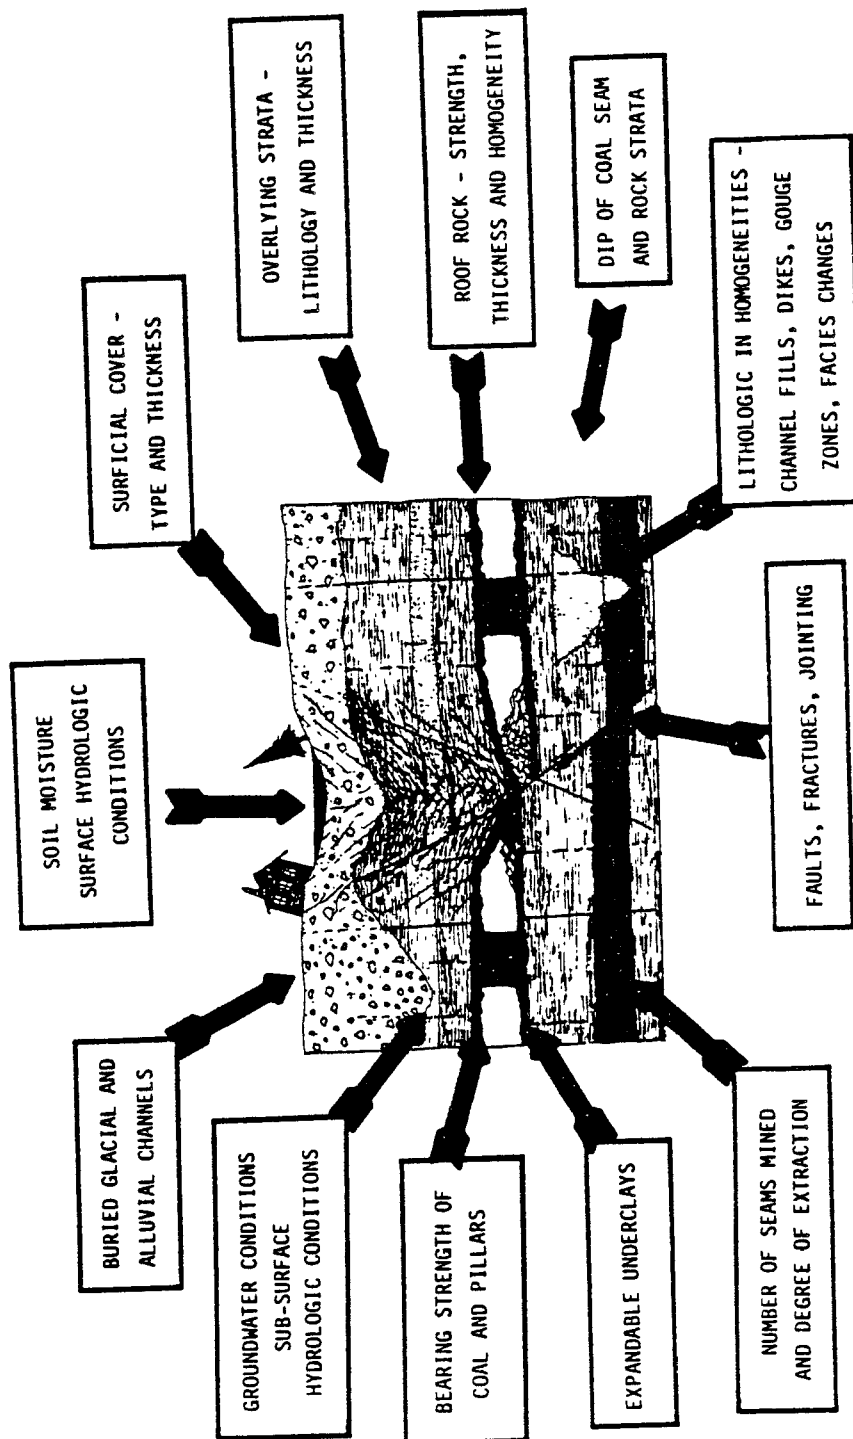 BURIED GLACIAL AND
ALLUVIAL CHANNELS
SOIL MOISTURE
SURFACE HYDROLOGIC
CONDITIONS
SURFICIAL COVER -
TYPE AND THICKNESS
OVERLYING STRATA -
LITHOLOGY AND THICKNESS
GROUNDWATER CONDITIONS
SUB-SURFACE
HYDROLOGIC CONDITIONS
ROOF ROCK - STRENGTH,
THICKNESS AND HOMOGENEITY
BEARING STRENGTH OF
COAL AND PILLARS
DIP OF COAL SEAM
AND ROCK STRATA
EXPANDABLE UNDERCLAYS
LITHOLOGIC IN HOMOGENEITIES -
CHANNEL FILLS, DIKES, GOUGE
ZONES, FACIES CHANGES
NUMBER OF SEAMS MINED
AND DEGREE OF EXTRACTION
FAULTS, FRACTURES, JOINTING